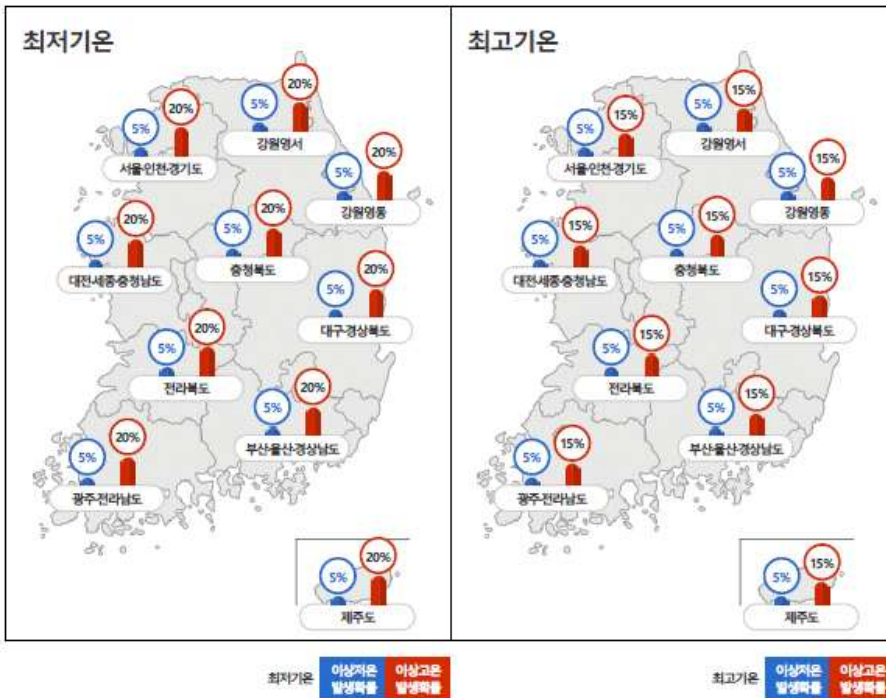 최저기온
5%
20%
서울·인천·경기도
5%
20%
강원영서
5%
20%
강원영동
5%
20%
대전·세종·충청남도
5%
20%
충청북도
5%
20%
대구·경상북도
5%
20%
전라북도
5%
20%
부산·울산·경상남도
5%
20%
광주·전라남도
5%
20%
제주도
최저기온
이상저온
발생확률
이상고온
발생확률
최고기온
5%
15%
서울·인천·경기도
5%
15%
강원영서
5%
15%
강원영동
5%
15%
대전·세종·충청남도
5%
15%
충청북도
5%
15%
대구·경상북도
5%
15%
전라북도
5%
15%
부산·울산·경상남도
5%
15%
광주·전라남도
5%
15%
제주도
최고기온
이상저온
발생확률
이상고온
발생확률